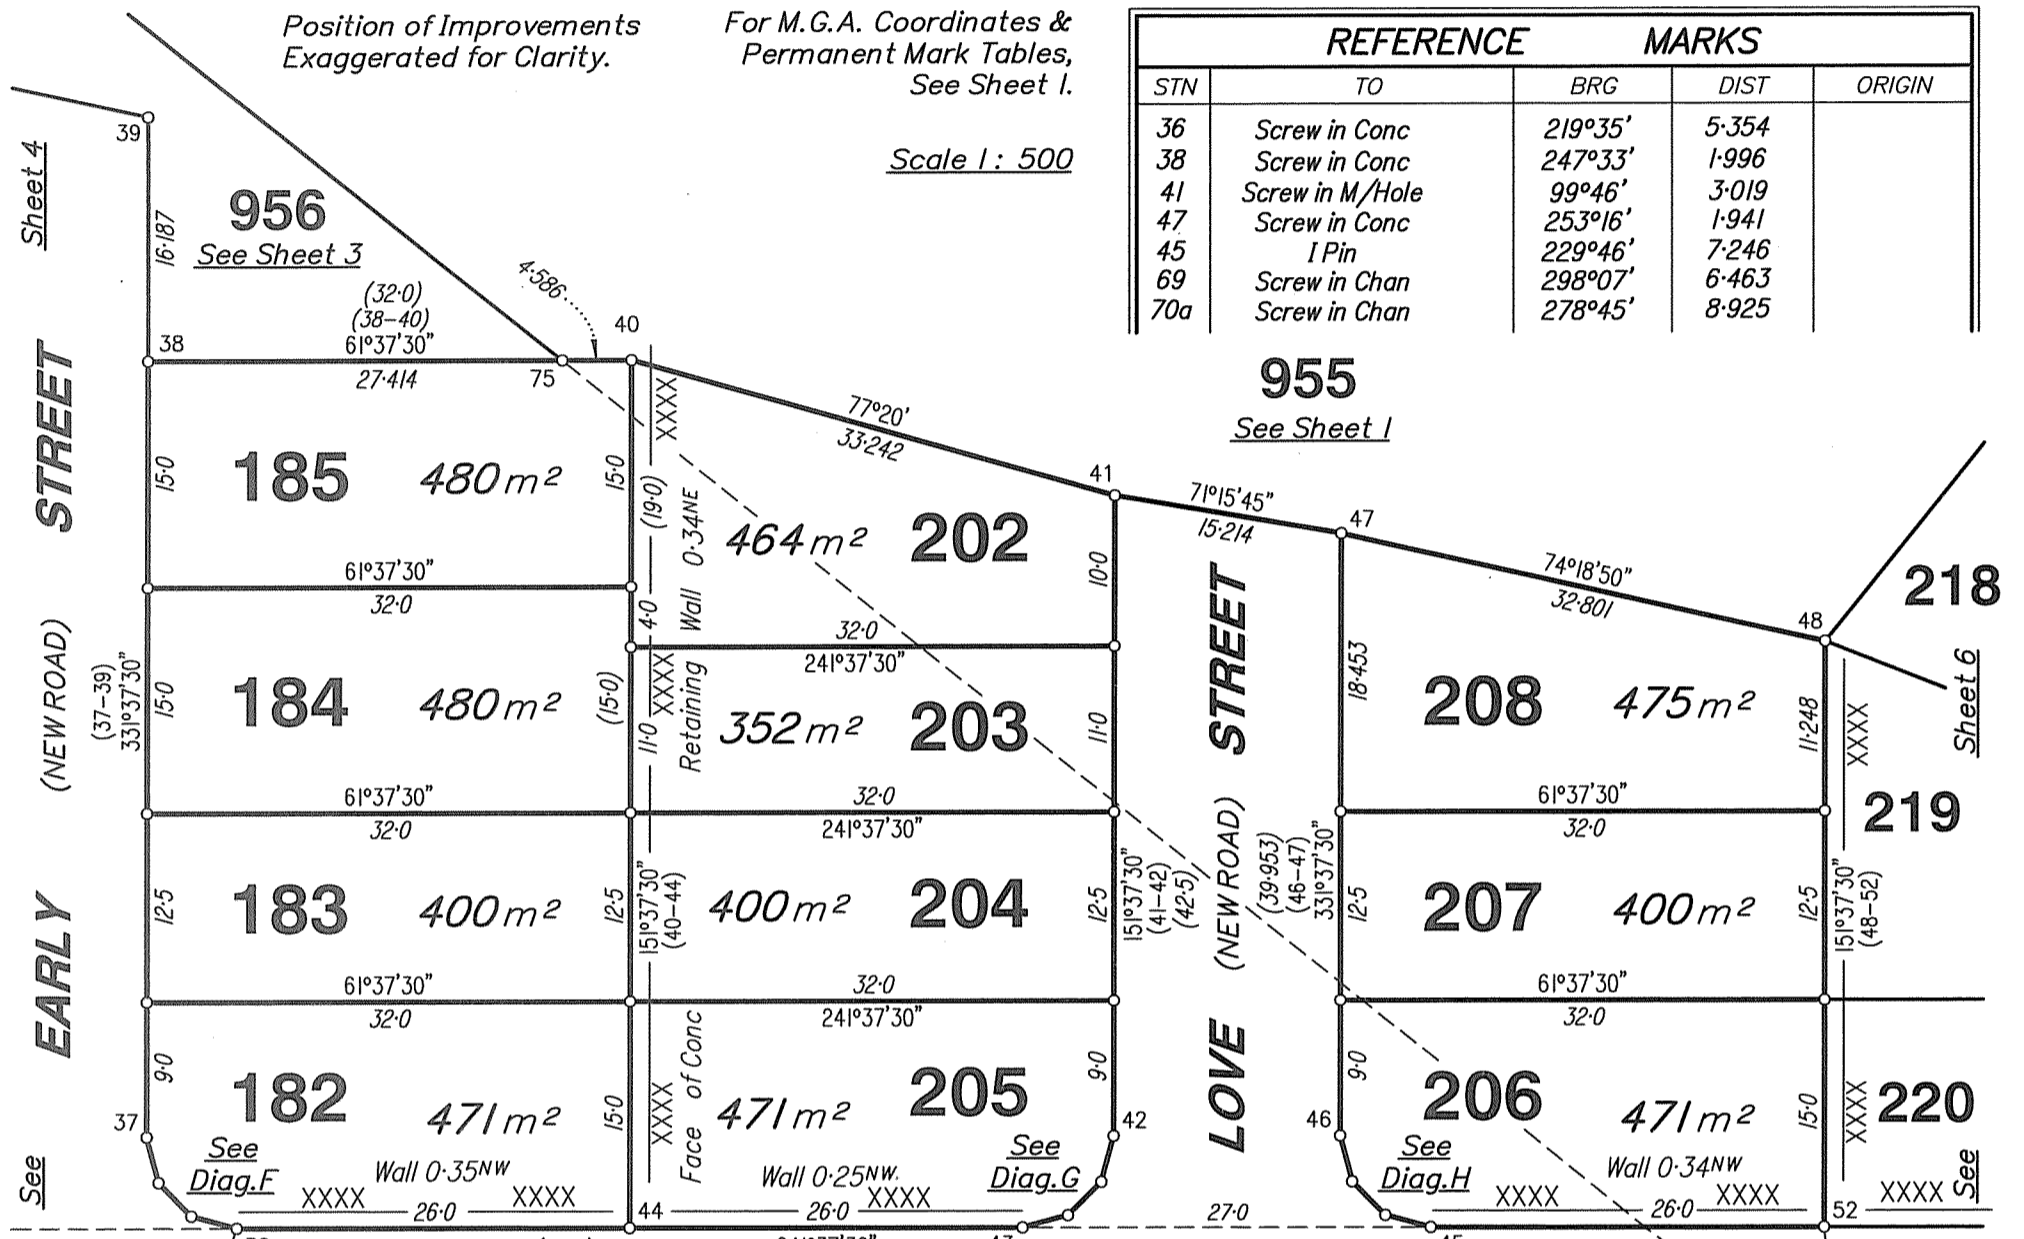 Position of Improvements
Exaggerated for Clarity.
For M.G.A. Coordinates &
Permanent Mark Tables,
See Sheet 1.
Scale 1: 500
REFERENCE MARKS
STN TO BRG DIST ORIGIN
36 Screw in Conc 219°35' 5·354
38 Screw in Conc 247°33' 1·996
41 Screw in M/Hole 99°46' 3·019
47 Screw in Conc 253°16' 1·941
45 I Pin 229°46' 7·246
69 Screw in Chan 298°07' 6·463
70a Screw in Chan 278°45' 8·925
39
Sheet 4
16·187
956
See Sheet 3
4·586
(32·0)
(38-40)
61°37'30"
27·414
38
75
40
77°20'
33·242
955
See Sheet 1
41
71°15'45"
15·214
47
74°18'50"
32·801
48
218
Sheet 6
EARLY STREET
(NEW ROAD)
(37-39)
331°37'30"
15·0
185
480m²
15·0
(19·0)
Retaining Wall 0·34NE
XXXX
464m²
202
10·0
61°37'30"
32·0
4·0
32·0
241°37'30"
15·0
184
480m²
(15·0)
11·0
XXXX
352m²
203
11·0
LOVE STREET
(NEW ROAD)
18·453
208
475m²
11·248
XXXX
219
61°37'30"
32·0
32·0
241°37'30"
61°37'30"
32·0
12·5
183
400m²
12·5
151°37'30"
(40-44)
400m²
204
12·5
151°37'30"
(41-42)
(42·5)
(39·953)
(46-47)
331°37'30"
12·5
207
400m²
12·5
151°37'30"
(48-52)
61°37'30"
32·0
32·0
241°37'30"
61°37'30"
32·0
9·0
182
471m²
15·0
XXXX
Face of Conc
471m²
205
9·0
9·0
206
471m²
15·0
XXXX
220
37
42
46
See
See
Diag.F
Wall 0·35NW
XXXX
XXXX
26·0
44
Wall 0·25NW.
XXXX
26·0
See
Diag.G
27·0
See
Diag.H
Wall 0·34NW
XXXX
XXXX
26·0
52
XXXX
See